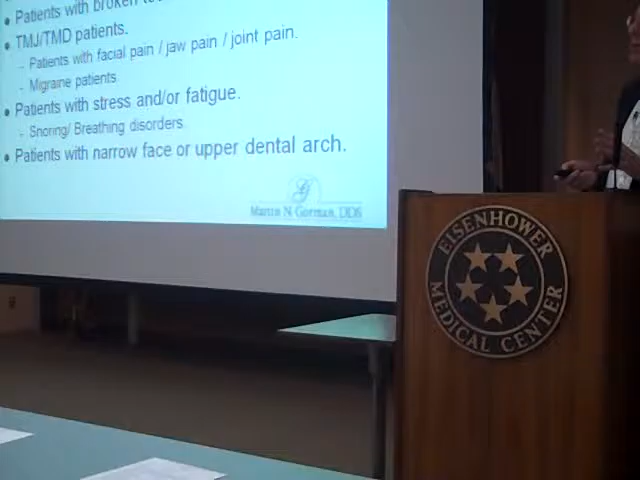 • Patients with broken
• TMJ/TMD patients.
- Patients with facial pain / jaw pain / joint pain.
- Migraine patients
• Patients with stress and/or fatigue.
- Snoring/ Breathing disorders.
• Patients with narrow face or upper dental arch.
Martin N. Gorman, DDS
EISENHOWER
MEDICAL CENTER